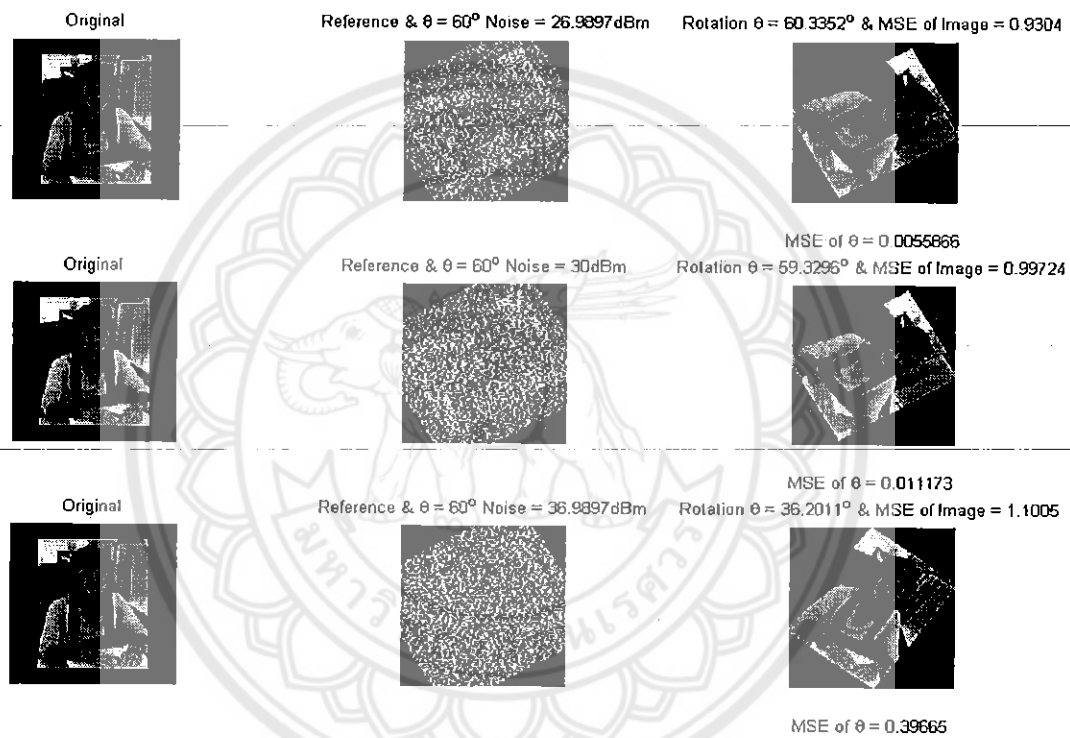 Original
Reference & θ = 60° Noise = 26.9897dBm
Rotation θ = 60.3352° & MSE of Image = 0.9304
MSE of θ = 0.0055866
Original
Reference & θ = 60° Noise = 30dBm
Rotation θ = 59.3296° & MSE of Image = 0.99724
MSE of θ = 0.011173
Original
Reference & θ = 60° Noise = 36.9897dBm
Rotation θ = 36.2011° & MSE of Image = 1.1005
MSE of θ = 0.39665